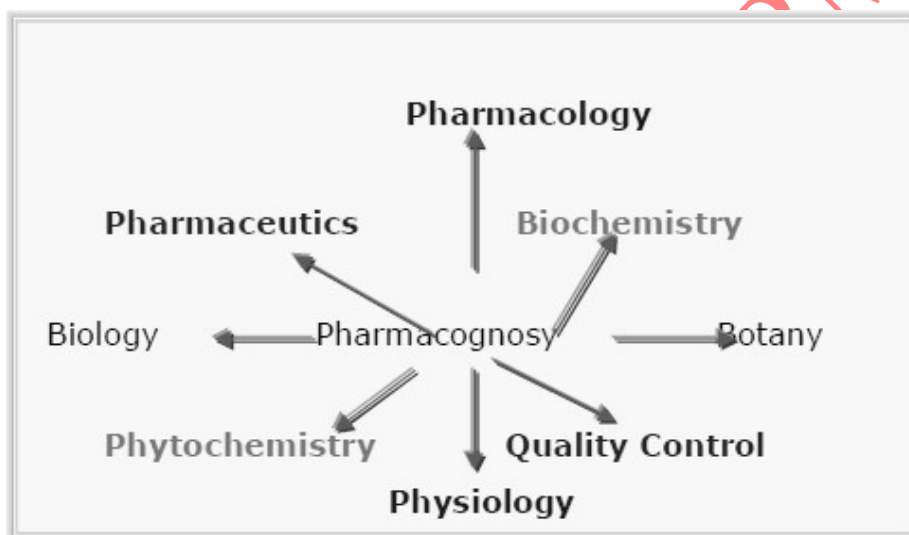 Pharmacology
Pharmaceutics Biochemistry
Biology Pharmacognosy Botany
Phytochemistry Quality Control
Physiology